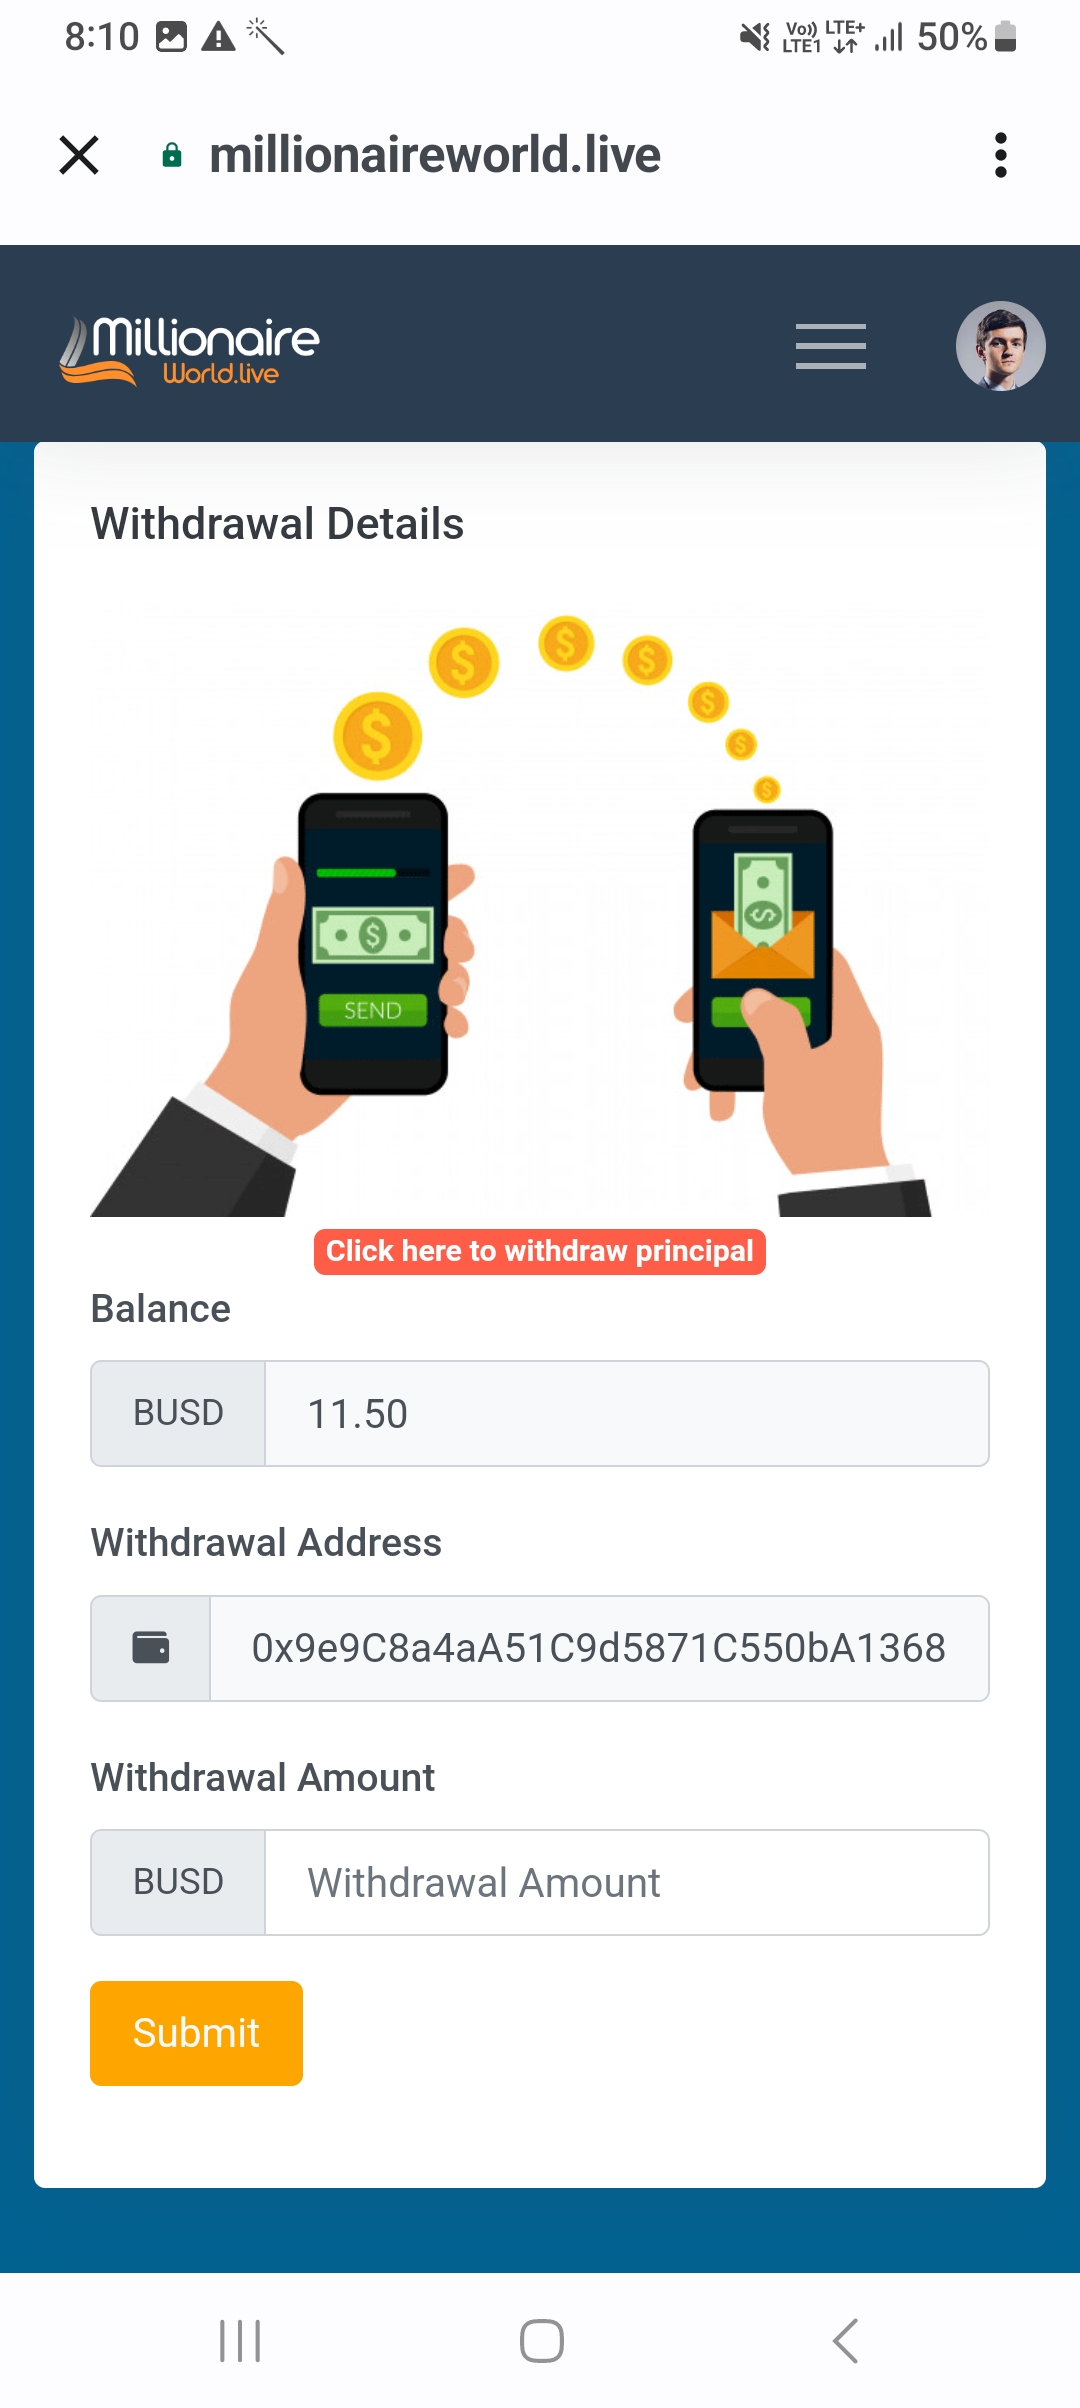 8:10
Vo)) LTE+
LTE1
50%
millionaireworld.live
Millionaire
World.live
Withdrawal Details
$ $ $ $ $ $ $
$
SEND
$
Click here to withdraw principal
Balance
BUSD 11.50
Withdrawal Address
0x9e9C8a4aA51C9d5871C550bA1368
Withdrawal Amount
BUSD Withdrawal Amount
Submit